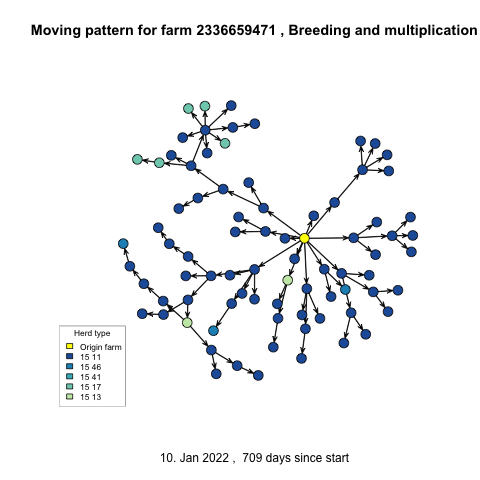 Moving pattern for farm 2336659471 , Breeding and multiplication
Herd type
Origin farm
15 11
15 46
15 41
15 17
15 13
10. Jan 2022 , 709 days since start